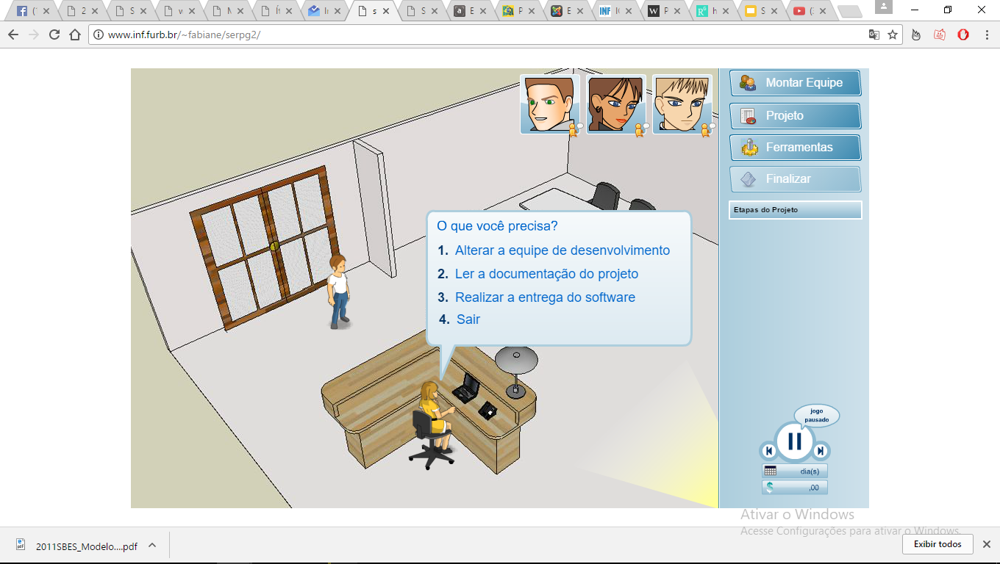 www.inf.furb.br/~fabiane/serpg2/
Montar Equipe
Projeto
Ferramentas
Finalizar
Etapas do Projeto
O que você precisa?
1. Alterar a equipe de desenvolvimento
2. Ler a documentação do projeto
3. Realizar a entrega do software
4. Sair
jogo
pausado
dia(s)
,00
Ativar o Windows
Acesse Configurações para ativar o Windows.
2011SBES_Modelo....pdf
Exibir todos